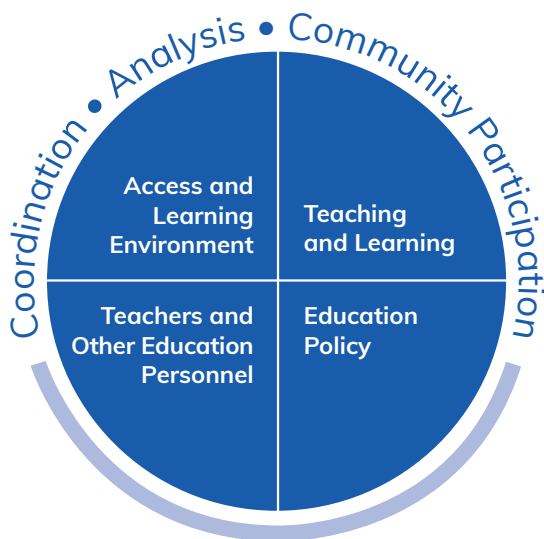 Coordination • Analysis • Community Participation
Access and
Learning
Environment
Teaching
and Learning
Teachers and
Other Education
Personnel
Education
Policy